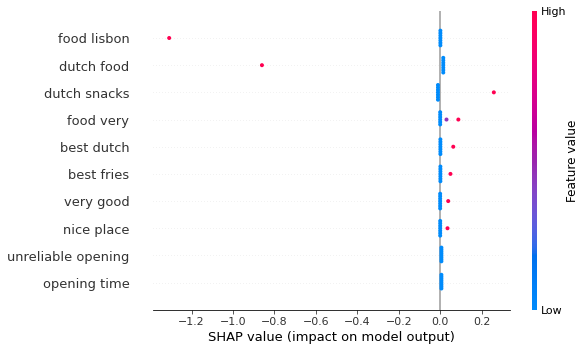 High
food lisbon
dutch food
dutch snacks
food very
best dutch
best fries
very good
nice place
unreliable opening
opening time
Feature value
Low
−1.2 −1.0 −0.8 −0.6 −0.4 −0.2 0.0 0.2
SHAP value (impact on model output)